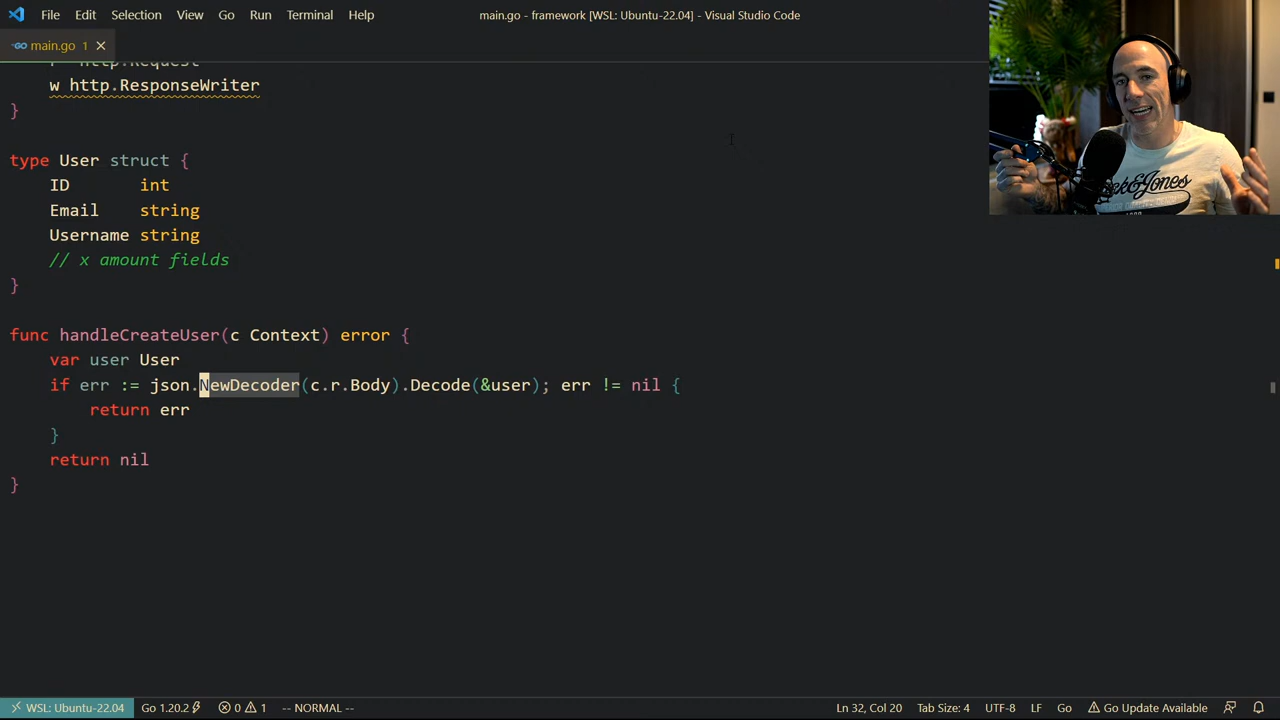 File Edit Selection View Go Run Terminal Help main.go - framework [WSL: Ubuntu-22.04] - Visual Studio Code
main.go 1
http.Request
w http.ResponseWriter
}
type User struct {
ID int
Email string
Username string
// x amount fields
}
func handleCreateUser(c Context) error {
var user User
if err := json.NewDecoder(c.r.Body).Decode(&user); err != nil {
return err
}
return nil
}
&Jones
WSL: Ubuntu-22.04 Go 1.20.2 0 1 -- NORMAL -- Ln 32, Col 20 Tab Size: 4 UTF-8 LF Go Go Update Available